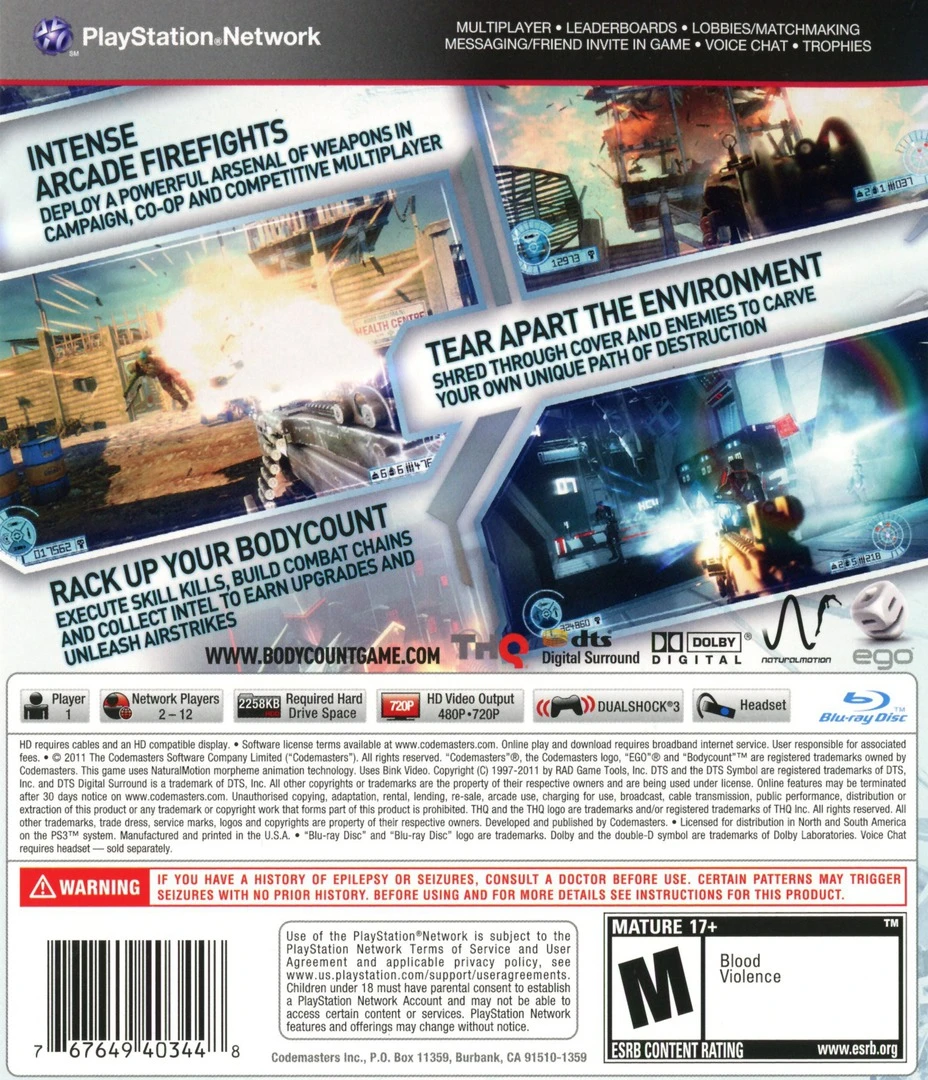 PlayStation®Network
SM
MULTIPLAYER • LEADERBOARDS • LOBBIES/MATCHMAKING
MESSAGING/FRIEND INVITE IN GAME • VOICE CHAT • TROPHIES
INTENSE
ARCADE FIREFIGHTS
DEPLOY A POWERFUL ARSENAL OF WEAPONS IN
CAMPAIGN, CO-OP AND COMPETITIVE MULTIPLAYER
12973
HEALTH CENTRE
TEAR APART THE ENVIRONMENT
SHRED THROUGH COVER AND ENEMIES TO CARVE
YOUR OWN UNIQUE PATH OF DESTRUCTION
017562
RACK UP YOUR BODYCOUNT
EXECUTE SKILL KILLS, BUILD COMBAT CHAINS
AND COLLECT INTEL TO EARN UPGRADES AND
UNLEASH AIRSTRIKES
324860
WWW.BODYCOUNTGAME.COM
THQ
dts
Digital Surround
DOLBY®
DIGITAL
NATURALMOTION
ego
Player
1
Network Players
2 – 12
2258KB
Required Hard
Drive Space
720P
HD Video Output
480P•720P
DUALSHOCK®3
Headset
Blu-ray Disc™
HD requires cables and an HD compatible display. • Software license terms available at www.codemasters.com. Online play and download requires broadband internet service. User responsible for associated
fees. • © 2011 The Codemasters Software Company Limited ("Codemasters"). All rights reserved. "Codemasters"®, the Codemasters logo, "EGO"® and "Bodycount"™ are registered trademarks owned by
Codemasters. This game uses NaturalMotion morpheme animation technology. Uses Bink Video. Copyright (C) 1997-2011 by RAD Game Tools, Inc. DTS and the DTS Symbol are registered trademarks of DTS,
Inc. and DTS Digital Surround is a trademark of DTS, Inc. All other copyrights or trademarks are the property of their respective owners and are being used under license. Online features may be terminated
after 30 days notice on www.codemasters.com. Unauthorised copying, adaptation, rental, lending, re-sale, arcade use, charging for use, broadcast, cable transmission, public performance, distribution or
extraction of this product or any trademark or copyright work that forms part of this product is prohibited. THQ and the THQ logo are trademarks and/or registered trademarks of THQ Inc. All rights reserved. All
other trademarks, trade dress, service marks, logos and copyrights are property of their respective owners. Developed and published by Codemasters. • Licensed for distribution in North and South America
on the PS3™ system. Manufactured and printed in the U.S.A. • "Blu-ray Disc" and "Blu-ray Disc" logo are trademarks. Dolby and the double-D symbol are trademarks of Dolby Laboratories. Voice Chat
requires headset — sold separately.
WARNING
IF YOU HAVE A HISTORY OF EPILEPSY OR SEIZURES, CONSULT A DOCTOR BEFORE USE. CERTAIN PATTERNS MAY TRIGGER
SEIZURES WITH NO PRIOR HISTORY. BEFORE USING AND FOR MORE DETAILS SEE INSTRUCTIONS FOR THIS PRODUCT.
7 67649 40344 8
Use of the PlayStation®Network is subject to the
PlayStation Network Terms of Service and User
Agreement and applicable privacy policy, see
www.us.playstation.com/support/useragreements.
Children under 18 must have parental consent to establish
a PlayStation Network Account and may not be able to
access certain content or services. PlayStation Network
features and offerings may change without notice.
Codemasters Inc., P.O. Box 11359, Burbank, CA 91510-1359
MATURE 17+ ™
M
Blood
Violence
ESRB CONTENT RATING www.esrb.org